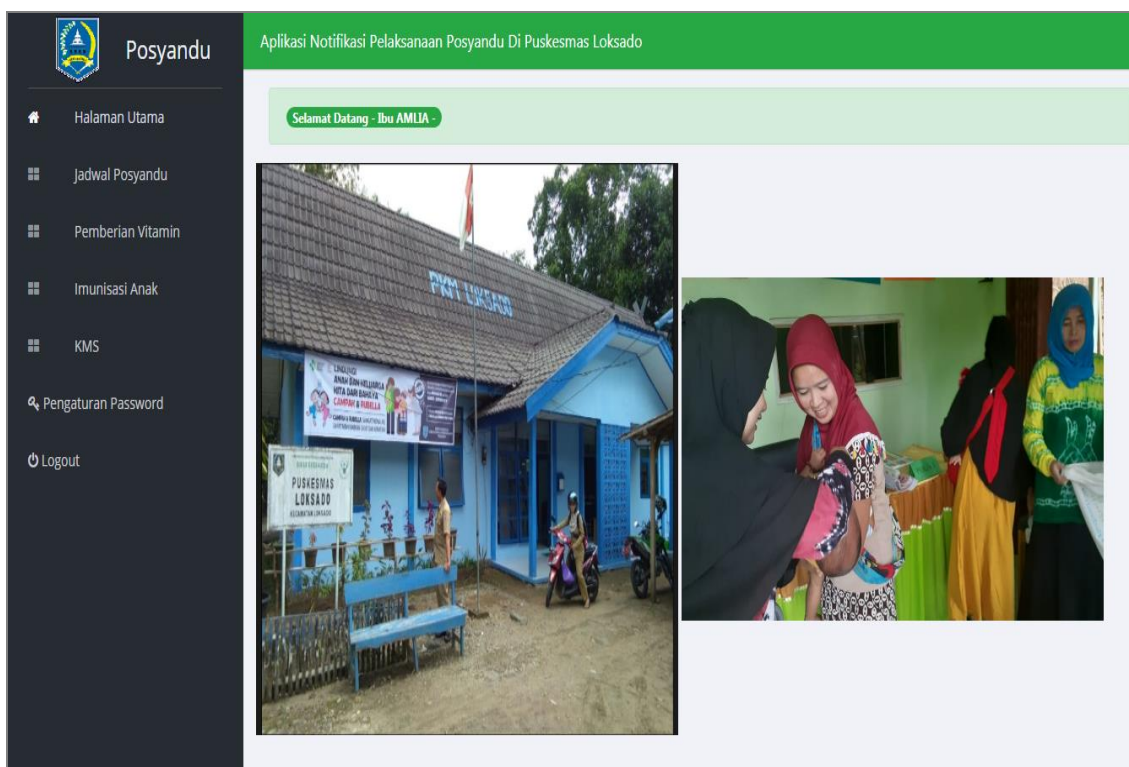 Posyandu
Aplikasi Notifikasi Pelaksanaan Posyandu Di Puskesmas Loksado
Halaman Utama
Jadwal Posyandu
Pemberian Vitamin
Imunisasi Anak
KMS
Pengaturan Password
Logout
Selamat Datang - Ibu AMLIA -
PKM LOKSADO
LINDUNGI
ANAK DAN KELUARGA
KITA DARI BAHAYA
CAMPAK & RUBELLA
PUSKESMAS
LOKSADO
KECAMATAN LOKSADO